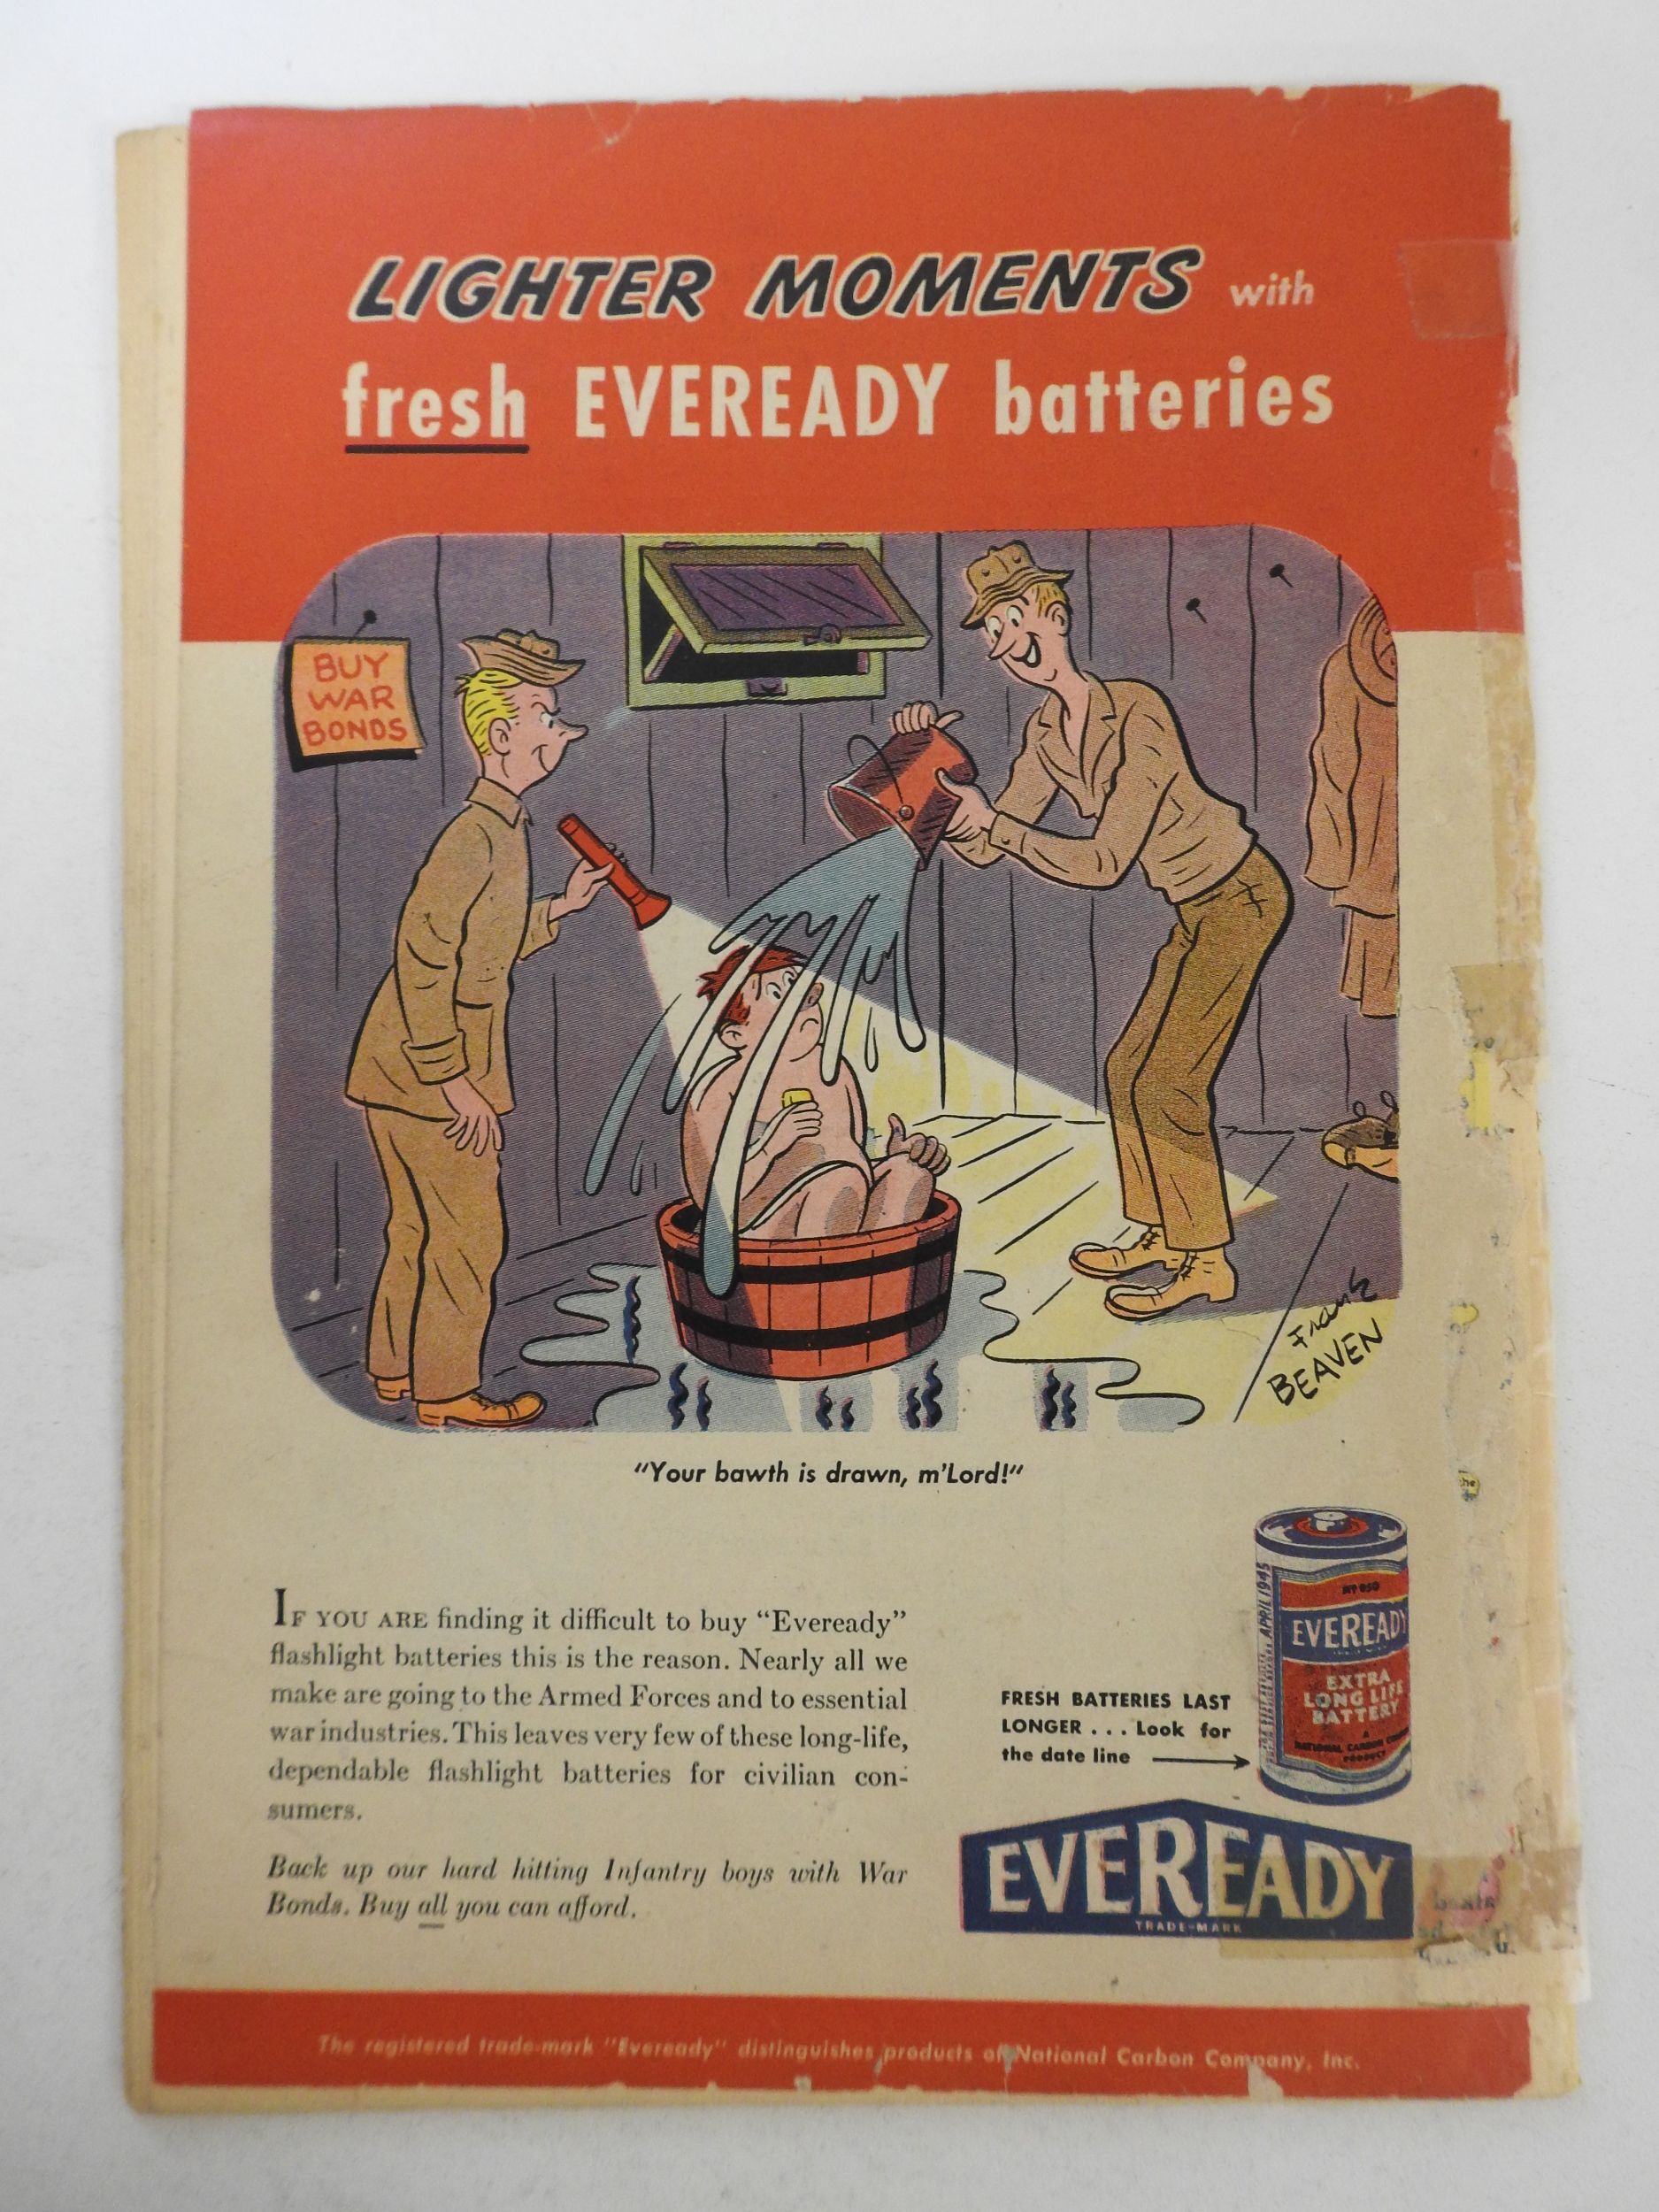 LIGHTER MOMENTS with
fresh EVEREADY batteries
BUY
WAR
BONDS
Frank
BEAVEN
"Your bawth is drawn, m'Lord!"
IF YOU ARE finding it difficult to buy "Eveready"
flashlight batteries this is the reason. Nearly all we
make are going to the Armed Forces and to essential
war industries. This leaves very few of these long-life,
dependable flashlight batteries for civilian con-
sumers.
Back up our hard hitting Infantry boys with War
Bonds. Buy all you can afford.
FRESH BATTERIES LAST
LONGER . . . Look for
the date line
APRIL 1945
No 950
EVEREADY
EXTRA
LONG LIFE
BATTERY
A
NATIONAL CARBON
PRODUCT
EVEREADY
TRADE-MARK
The registered trade-mark "Eveready" distinguishes products of National Carbon Company, Inc.